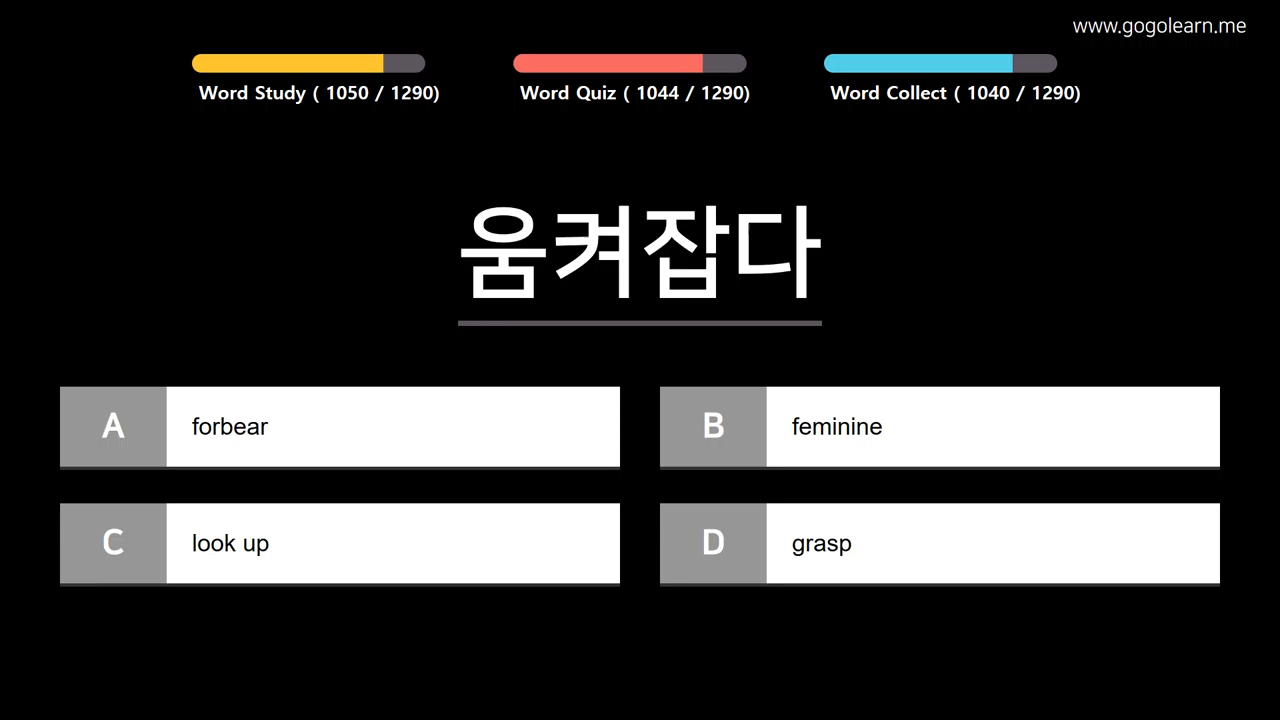 www.gogolearn.me
Word Study ( 1050 / 1290)
Word Quiz ( 1044 / 1290)
Word Collect ( 1040 / 1290)
움켜잡다
A forbear
B feminine
C look up
D grasp